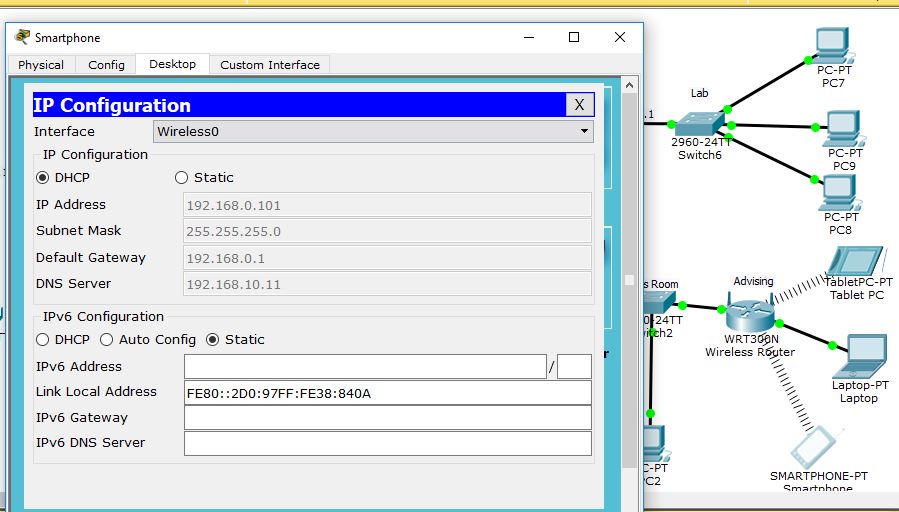 Smartphone
Physical Config Desktop Custom Interface
IP Configuration X
Interface Wireless0
IP Configuration
DHCP Static
IP Address 192.168.0.101
Subnet Mask 255.255.255.0
Default Gateway 192.168.0.1
DNS Server 192.168.10.11
IPv6 Configuration
DHCP Auto Config Static
IPv6 Address /
Link Local Address FE80::2D0:97FF:FE38:840A
IPv6 Gateway
IPv6 DNS Server
.1
Lab
2960-24TT
Switch6
PC-PT
PC7
PC-PT
PC9
PC-PT
PC8
s Room
0-24TT
itch2
Advising
WRT300N
Wireless Router
TabletPC-PT
Tablet PC
Laptop-PT
Laptop
SMARTPHONE-PT
Smartphone
C-PT
C2
r